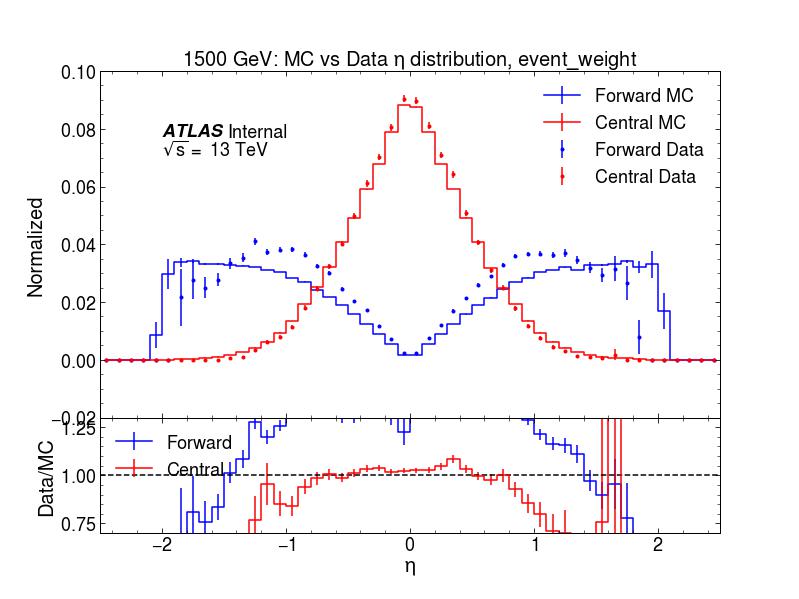 1500 GeV: MC vs Data η distribution, event_weight
0.10
0.08
0.06
0.04
0.02
0.00
−0.02
Normalized
ATLAS Internal
√s = 13 TeV
Forward MC
Central MC
Forward Data
Central Data
1.25
1.00
0.75
Data/MC
Forward
Central
−2
−1
0
1
2
η